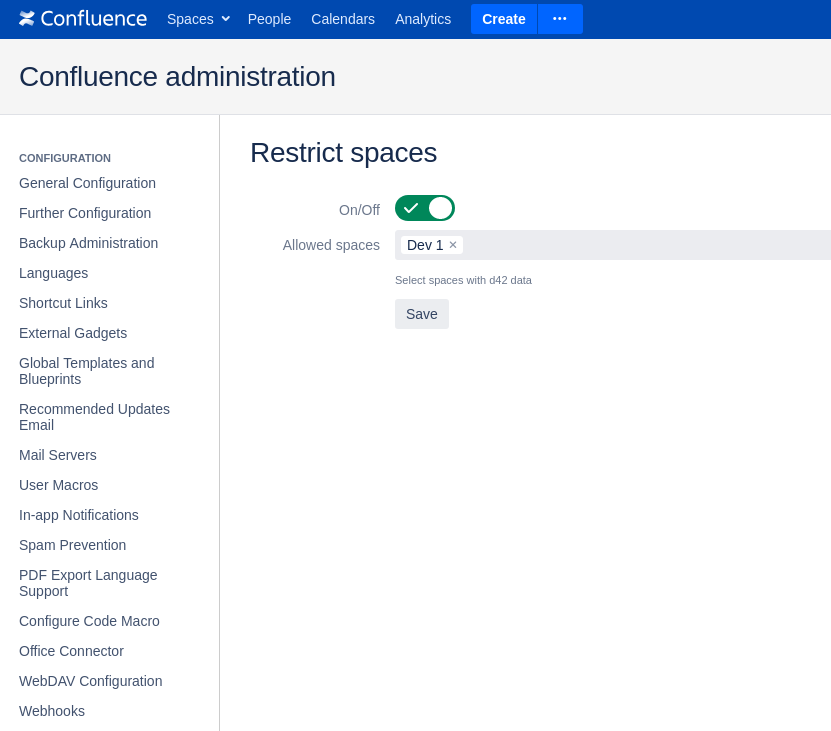 Confluence Spaces People Calendars Analytics Create
Confluence administration
CONFIGURATION
General Configuration
Further Configuration
Backup Administration
Languages
Shortcut Links
External Gadgets
Global Templates and
Blueprints
Recommended Updates
Email
Mail Servers
User Macros
In-app Notifications
Spam Prevention
PDF Export Language
Support
Configure Code Macro
Office Connector
WebDAV Configuration
Webhooks
Restrict spaces
On/Off
Allowed spaces Dev 1
Select spaces with d42 data
Save